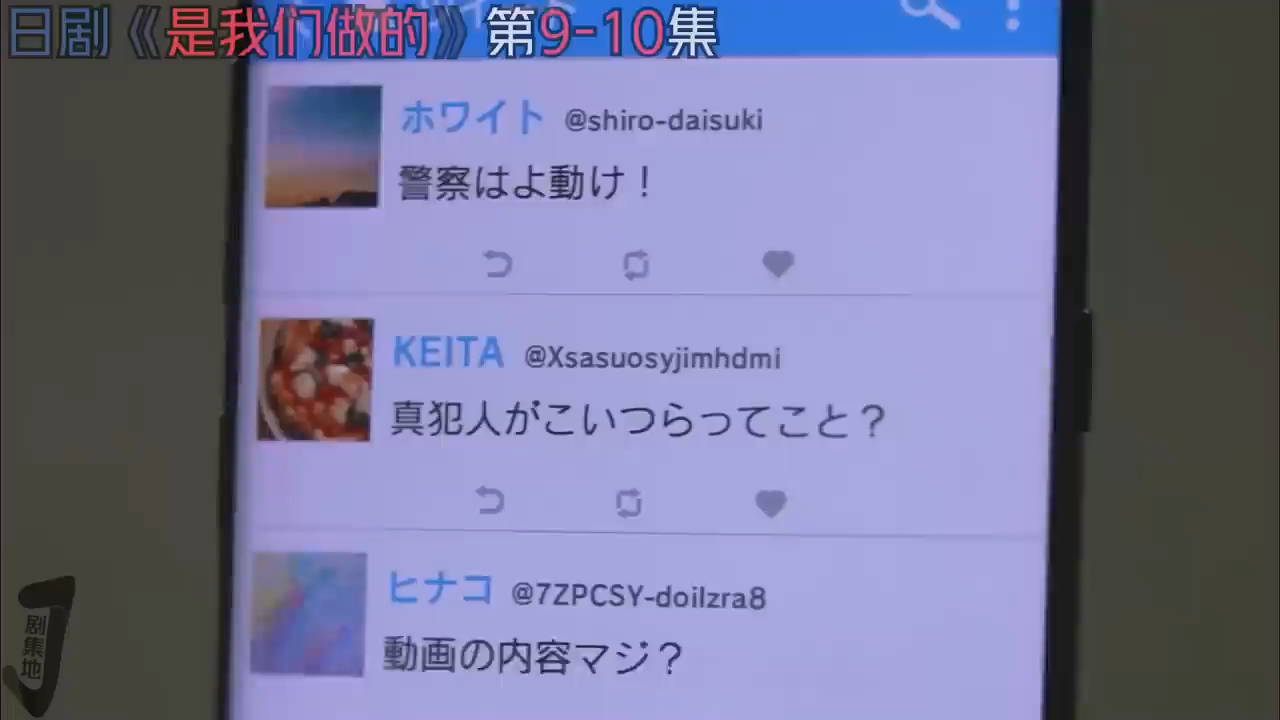 日剧《是我们做的》第9-10集
ホワイト @shiro-daisuki
警察はよ動け！
KEITA @Xsasuosyjimhdmi
真犯人がこいつらってこと？
ヒナコ @7ZPCSY-doilzra8
動画の内容マジ？
剧集地